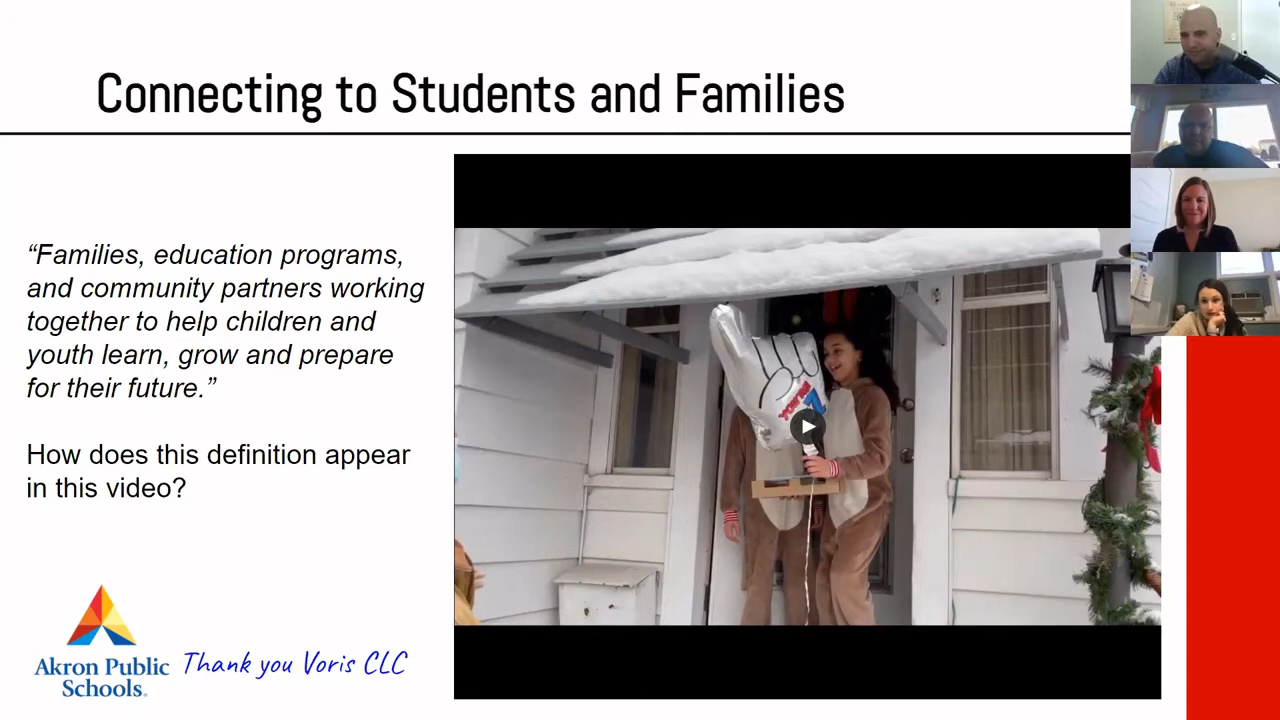 Connecting to Students and Families
“Families, education programs,
and community partners working
together to help children and
youth learn, grow and prepare
for their future.”
How does this definition appear
in this video?
Akron Public
Schools.
Thank you Voris CLC